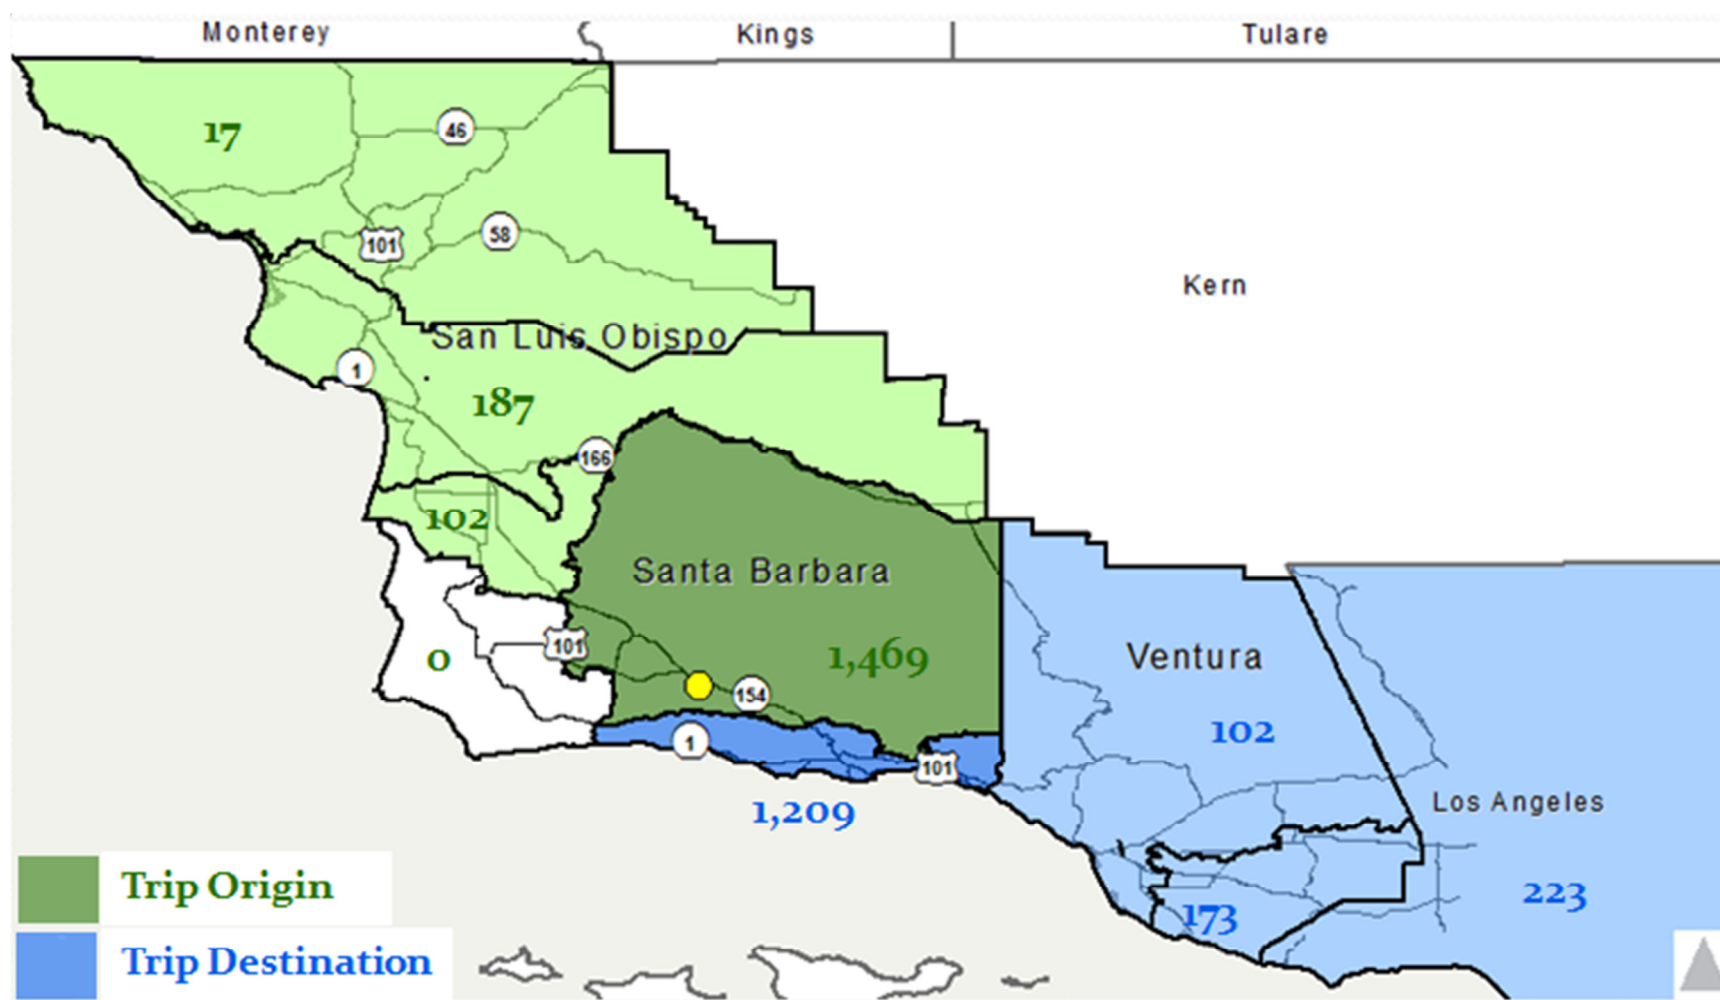 Monterey
Kings
Tulare
17
46
101
58
Kern
San Luis Obispo
1
187
166
102
Santa Barbara
0
101
1,469
154
Ventura
102
1
101
Los Angeles
1,209
Trip Origin
223
173
Trip Destination